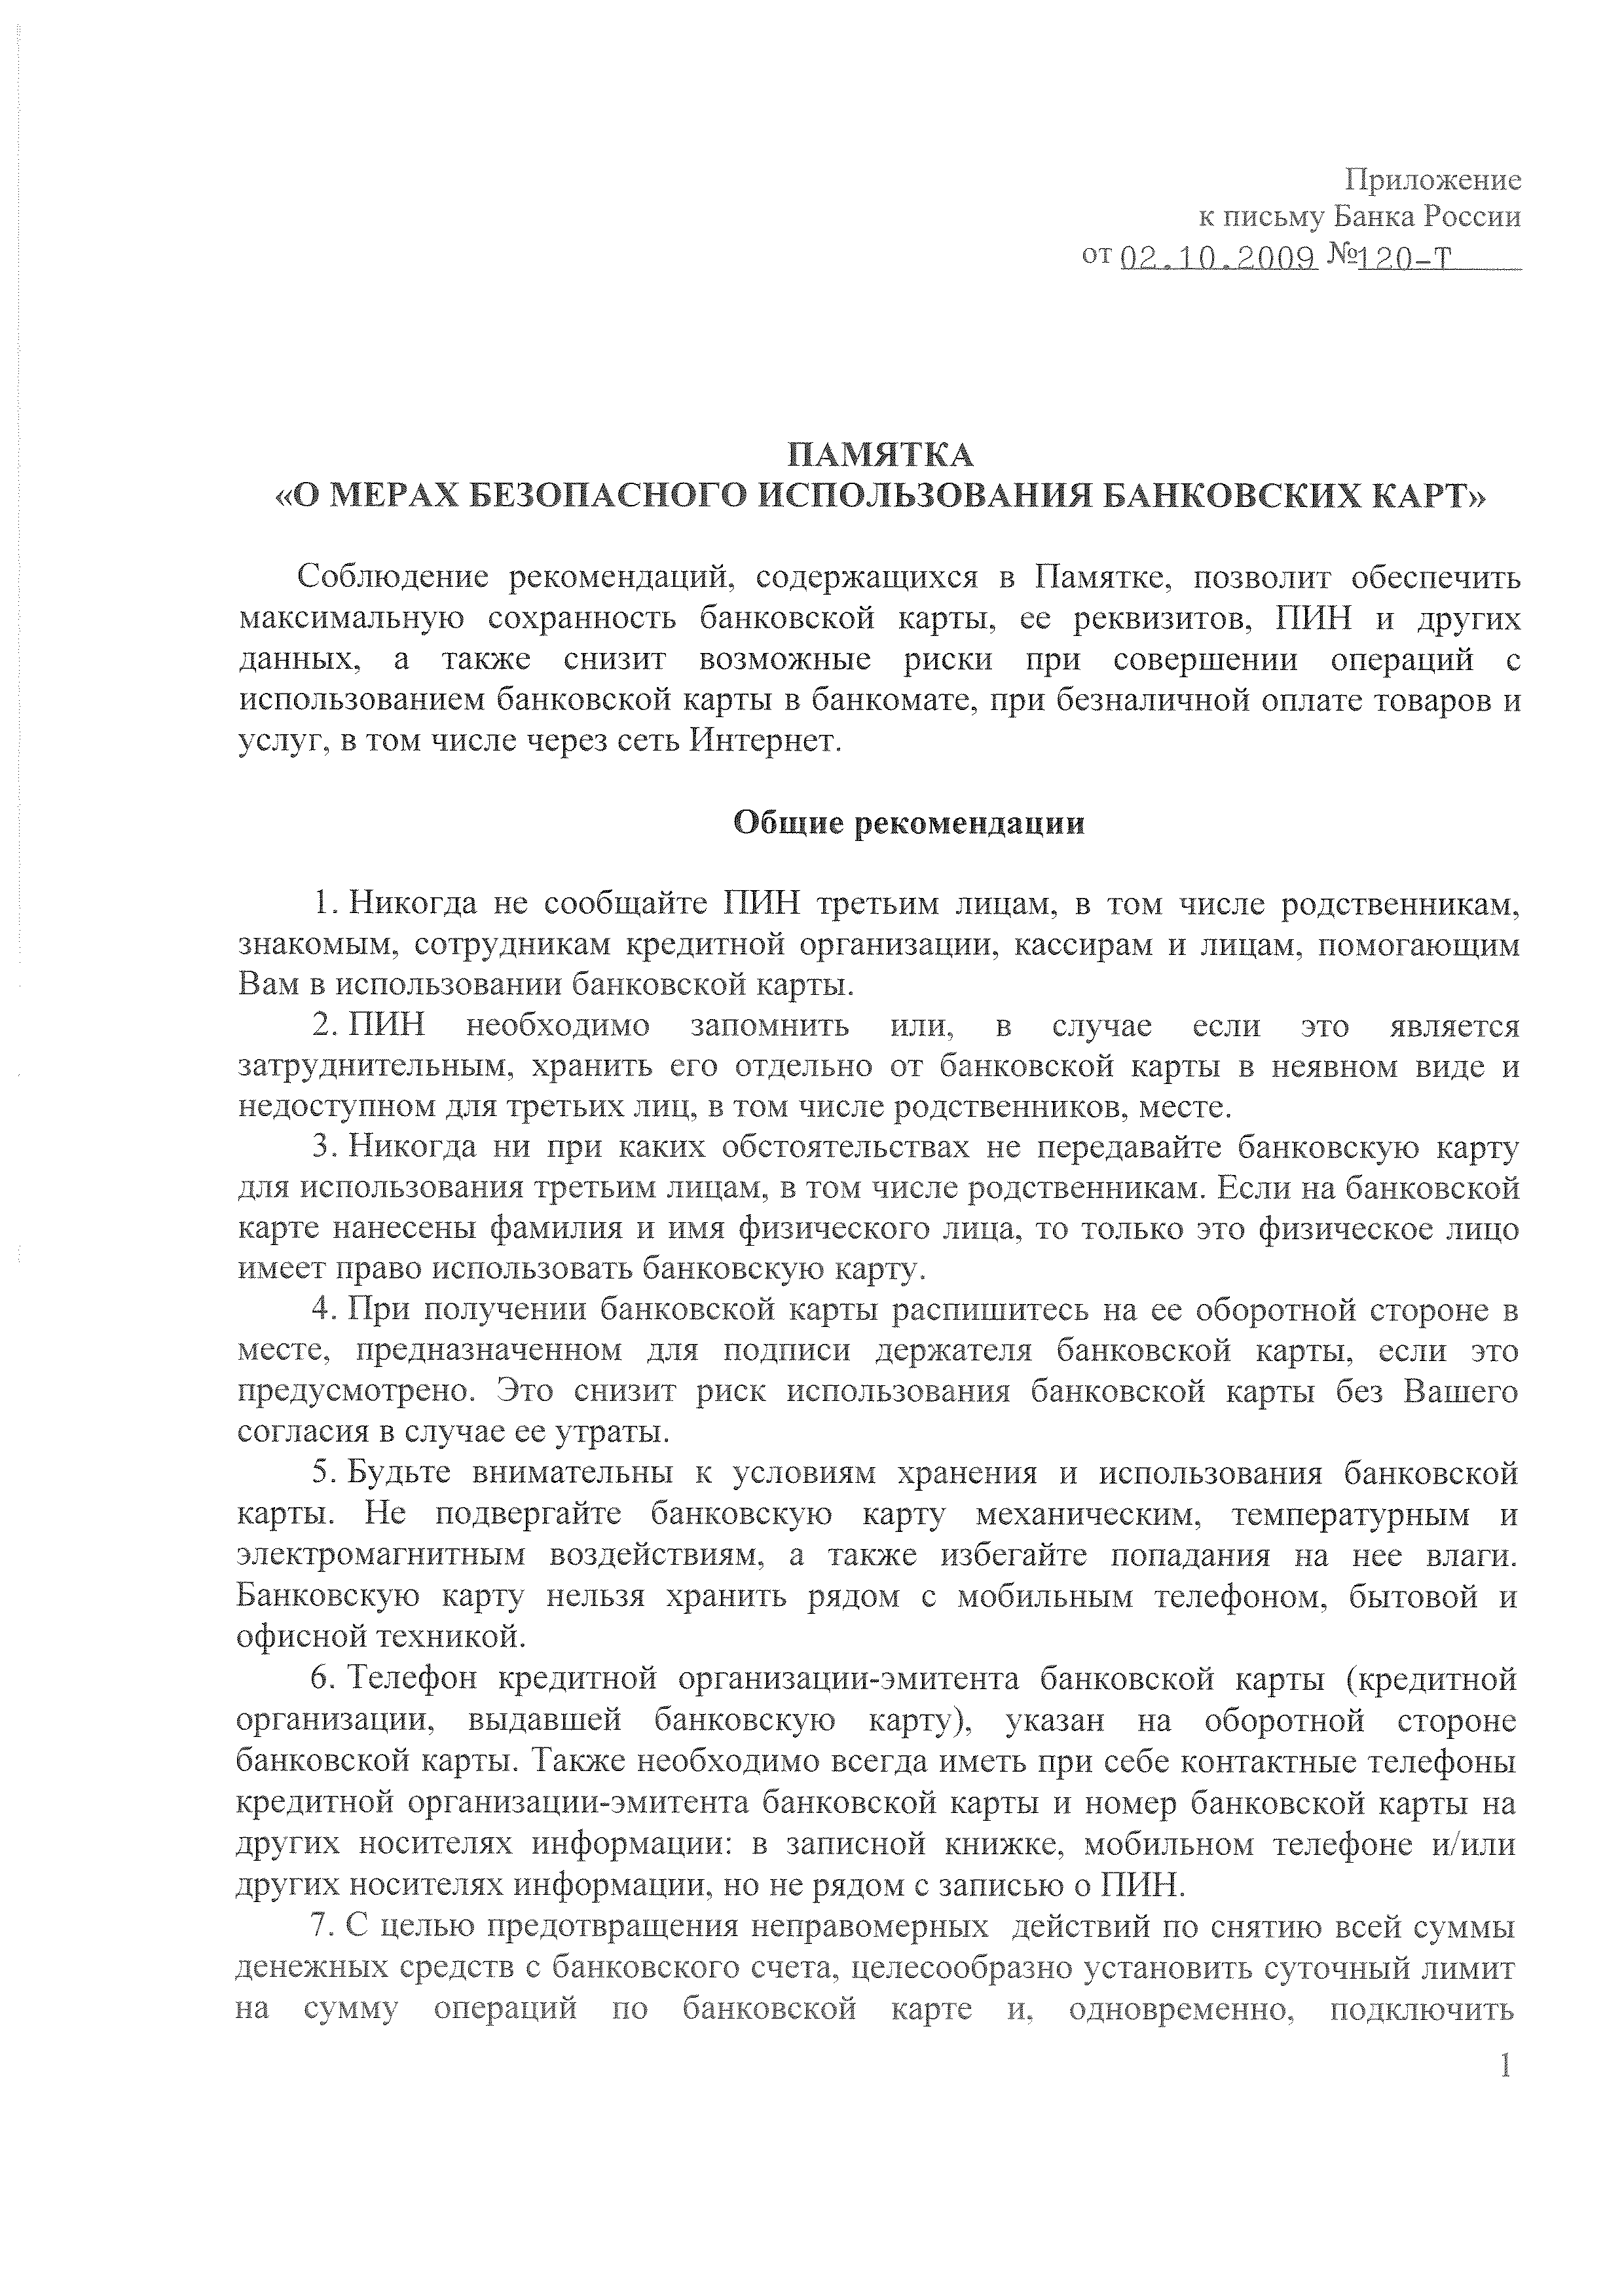 Приложение
к письму Банка России
от 02.10.2009 №120-Т
ПАМЯТКА
«О МЕРАХ БЕЗОПАСНОГО ИСПОЛЬЗОВАНИЯ БАНКОВСКИХ КАРТ»
Соблюдение рекомендаций, содержащихся в Памятке, позволит обеспечить
максимальную сохранность банковской карты, ее реквизитов, ПИН и других
данных, а также снизит возможные риски при совершении операций с
использованием банковской карты в банкомате, при безналичной оплате товаров и
услуг, в том числе через сеть Интернет.
Общие рекомендации
1. Никогда не сообщайте ПИН третьим лицам, в том числе родственникам,
знакомым, сотрудникам кредитной организации, кассирам и лицам, помогающим
Вам в использовании банковской карты.
2. ПИН необходимо запомнить или, в случае если это является
затруднительным, хранить его отдельно от банковской карты в неявном виде и
недоступном для третьих лиц, в том числе родственников, месте.
3. Никогда ни при каких обстоятельствах не передавайте банковскую карту
для использования третьим лицам, в том числе родственникам. Если на банковской
карте нанесены фамилия и имя физического лица, то только это физическое лицо
имеет право использовать банковскую карту.
4. При получении банковской карты распишитесь на ее оборотной стороне в
месте, предназначенном для подписи держателя банковской карты, если это
предусмотрено. Это снизит риск использования банковской карты без Вашего
согласия в случае ее утраты.
5. Будьте внимательны к условиям хранения и использования банковской
карты. Не подвергайте банковскую карту механическим, температурным и
электромагнитным воздействиям, а также избегайте попадания на нее влаги.
Банковскую карту нельзя хранить рядом с мобильным телефоном, бытовой и
офисной техникой.
6. Телефон кредитной организации-эмитента банковской карты (кредитной
организации, выдавшей банковскую карту), указан на оборотной стороне
банковской карты. Также необходимо всегда иметь при себе контактные телефоны
кредитной организации-эмитента банковской карты и номер банковской карты на
других носителях информации: в записной книжке, мобильном телефоне и/или
других носителях информации, но не рядом с записью о ПИН.
7. С целью предотвращения неправомерных действий по снятию всей суммы
денежных средств с банковского счета, целесообразно установить суточный лимит
на сумму операций по банковской карте и, одновременно, подключить
1